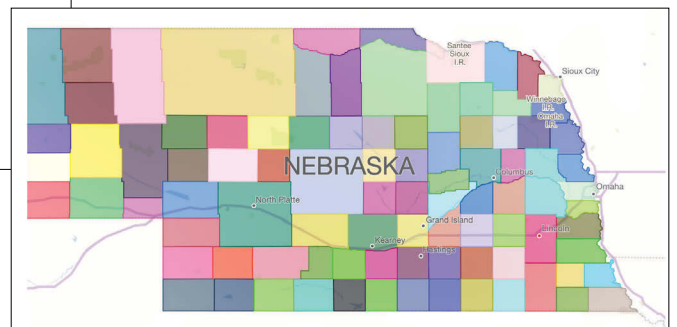 Santee
Sioux
I.R.
Sioux City
Winnebago
I.R.
Omaha
I.R.
NEBRASKA
Columbus
Omaha
North Platte
Grand Island
Lincoln
Kearney
Hastings